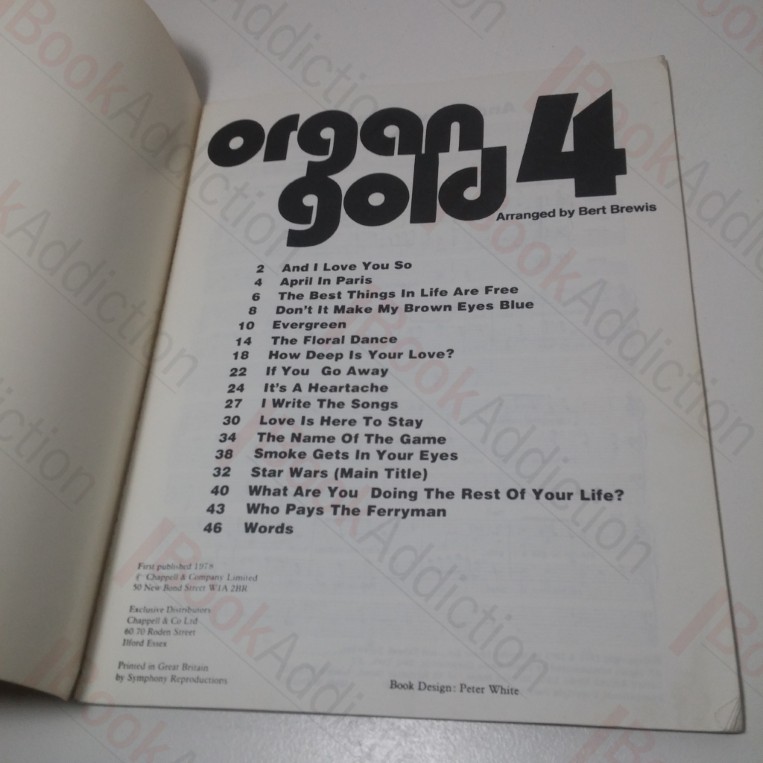 organ
gold 4
Arranged by Bert Brewis
2 And I Love You So
4 April In Paris
6 The Best Things In Life Are Free
8 Don't It Make My Brown Eyes Blue
10 Evergreen
14 The Floral Dance
18 How Deep Is Your Love?
22 If You Go Away
24 It's A Heartache
27 I Write The Songs
30 Love Is Here To Stay
34 The Name Of The Game
38 Smoke Gets In Your Eyes
32 Star Wars (Main Title)
40 What Are You Doing The Rest Of Your Life?
43 Who Pays The Ferryman
46 Words
First published 1978
Chappell & Company Limited
50 New Bond Street W1A 2BR
Exclusive Distributors
Chappell & Co Ltd
60-70 Roden Street
Ilford Essex
Printed in Great Britain
by Symphony Reproductions
Book Design: Peter White
BookAddiction